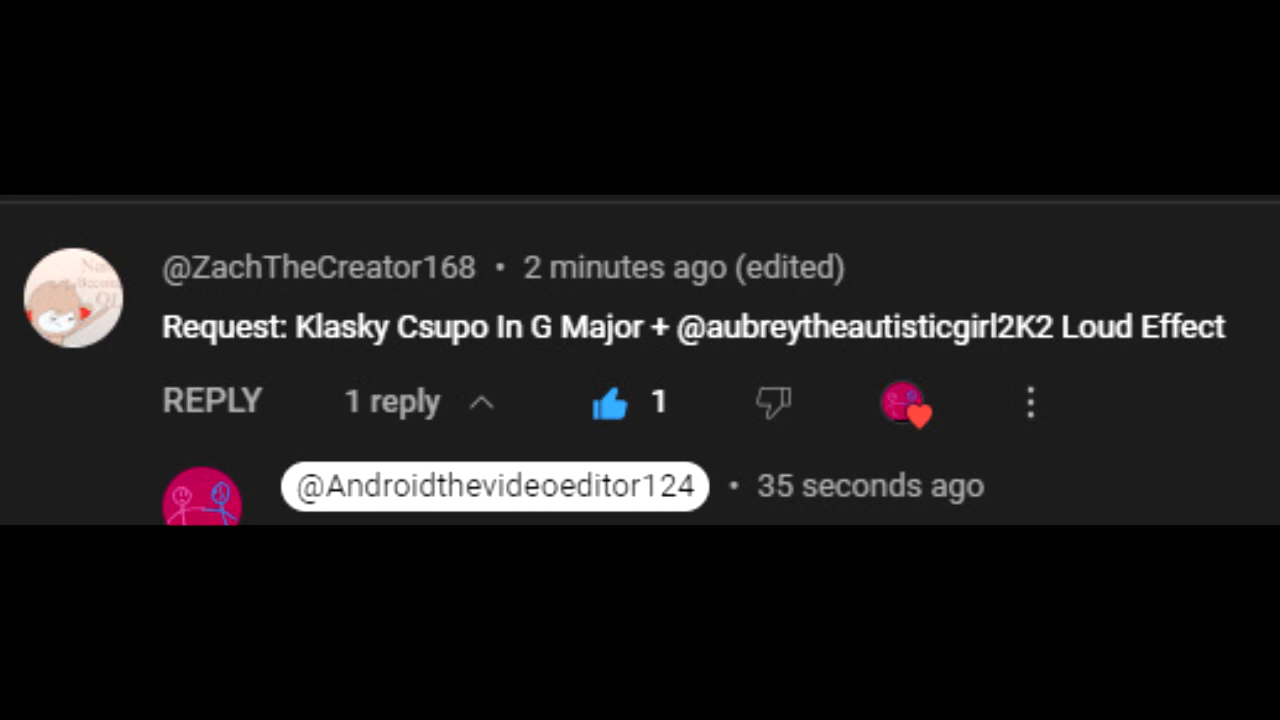 @ZachTheCreator168 • 2 minutes ago (edited)
Request: Klasky Csupo In G Major + @aubreytheautisticgirl2K2 Loud Effect
REPLY 1 reply 1
@Androidthevideoeditor124 • 35 seconds ago